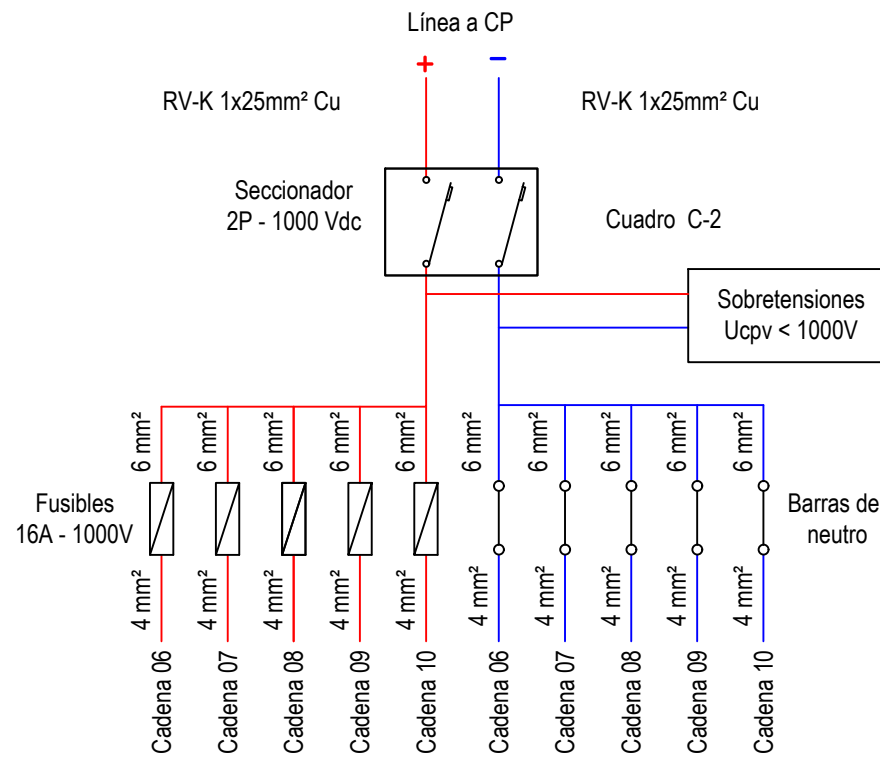 Línea a CP
+
−
RV-K 1x25mm² Cu
RV-K 1x25mm² Cu
Seccionador
2P - 1000 Vdc
Cuadro C-2
Sobretensiones
Ucpv < 1000V
6 mm²
6 mm²
6 mm²
6 mm²
6 mm²
6 mm²
6 mm²
6 mm²
6 mm²
6 mm²
Fusibles
16A - 1000V
Barras de
neutro
4 mm²
4 mm²
4 mm²
4 mm²
4 mm²
4 mm²
4 mm²
4 mm²
4 mm²
4 mm²
Cadena 06
Cadena 07
Cadena 08
Cadena 09
Cadena 10
Cadena 06
Cadena 07
Cadena 08
Cadena 09
Cadena 10